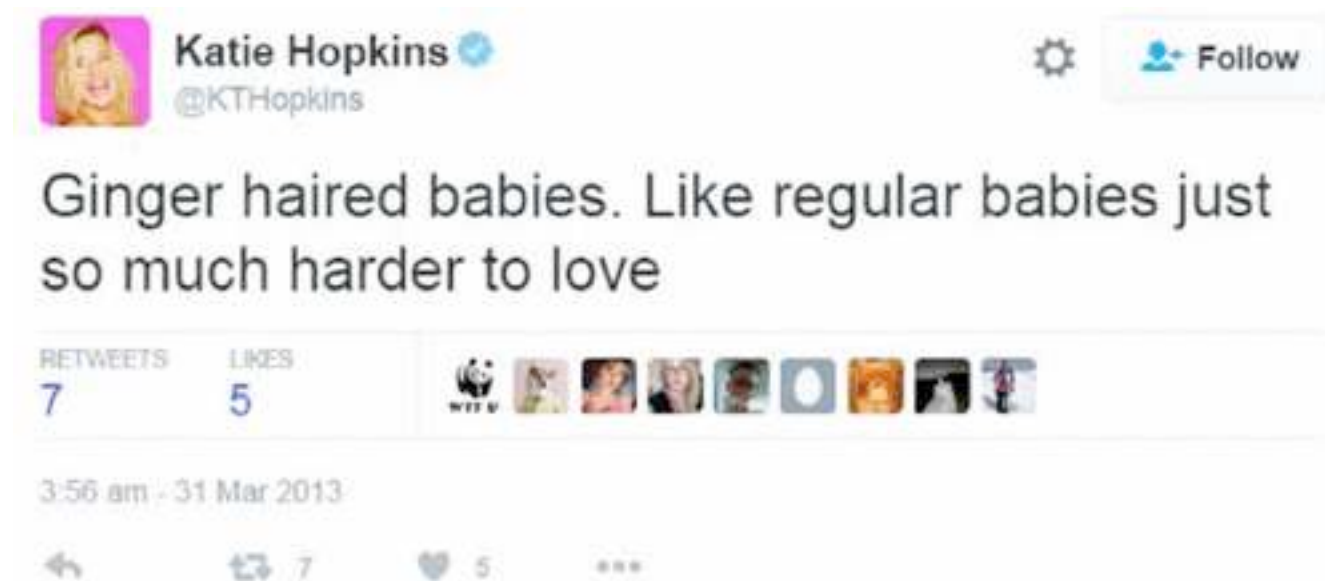 Katie Hopkins
@KTHopkins
Follow
Ginger haired babies. Like regular babies just
so much harder to love
RETWEETS LIKES
7 5
3:56 am - 31 Mar 2013
7 5